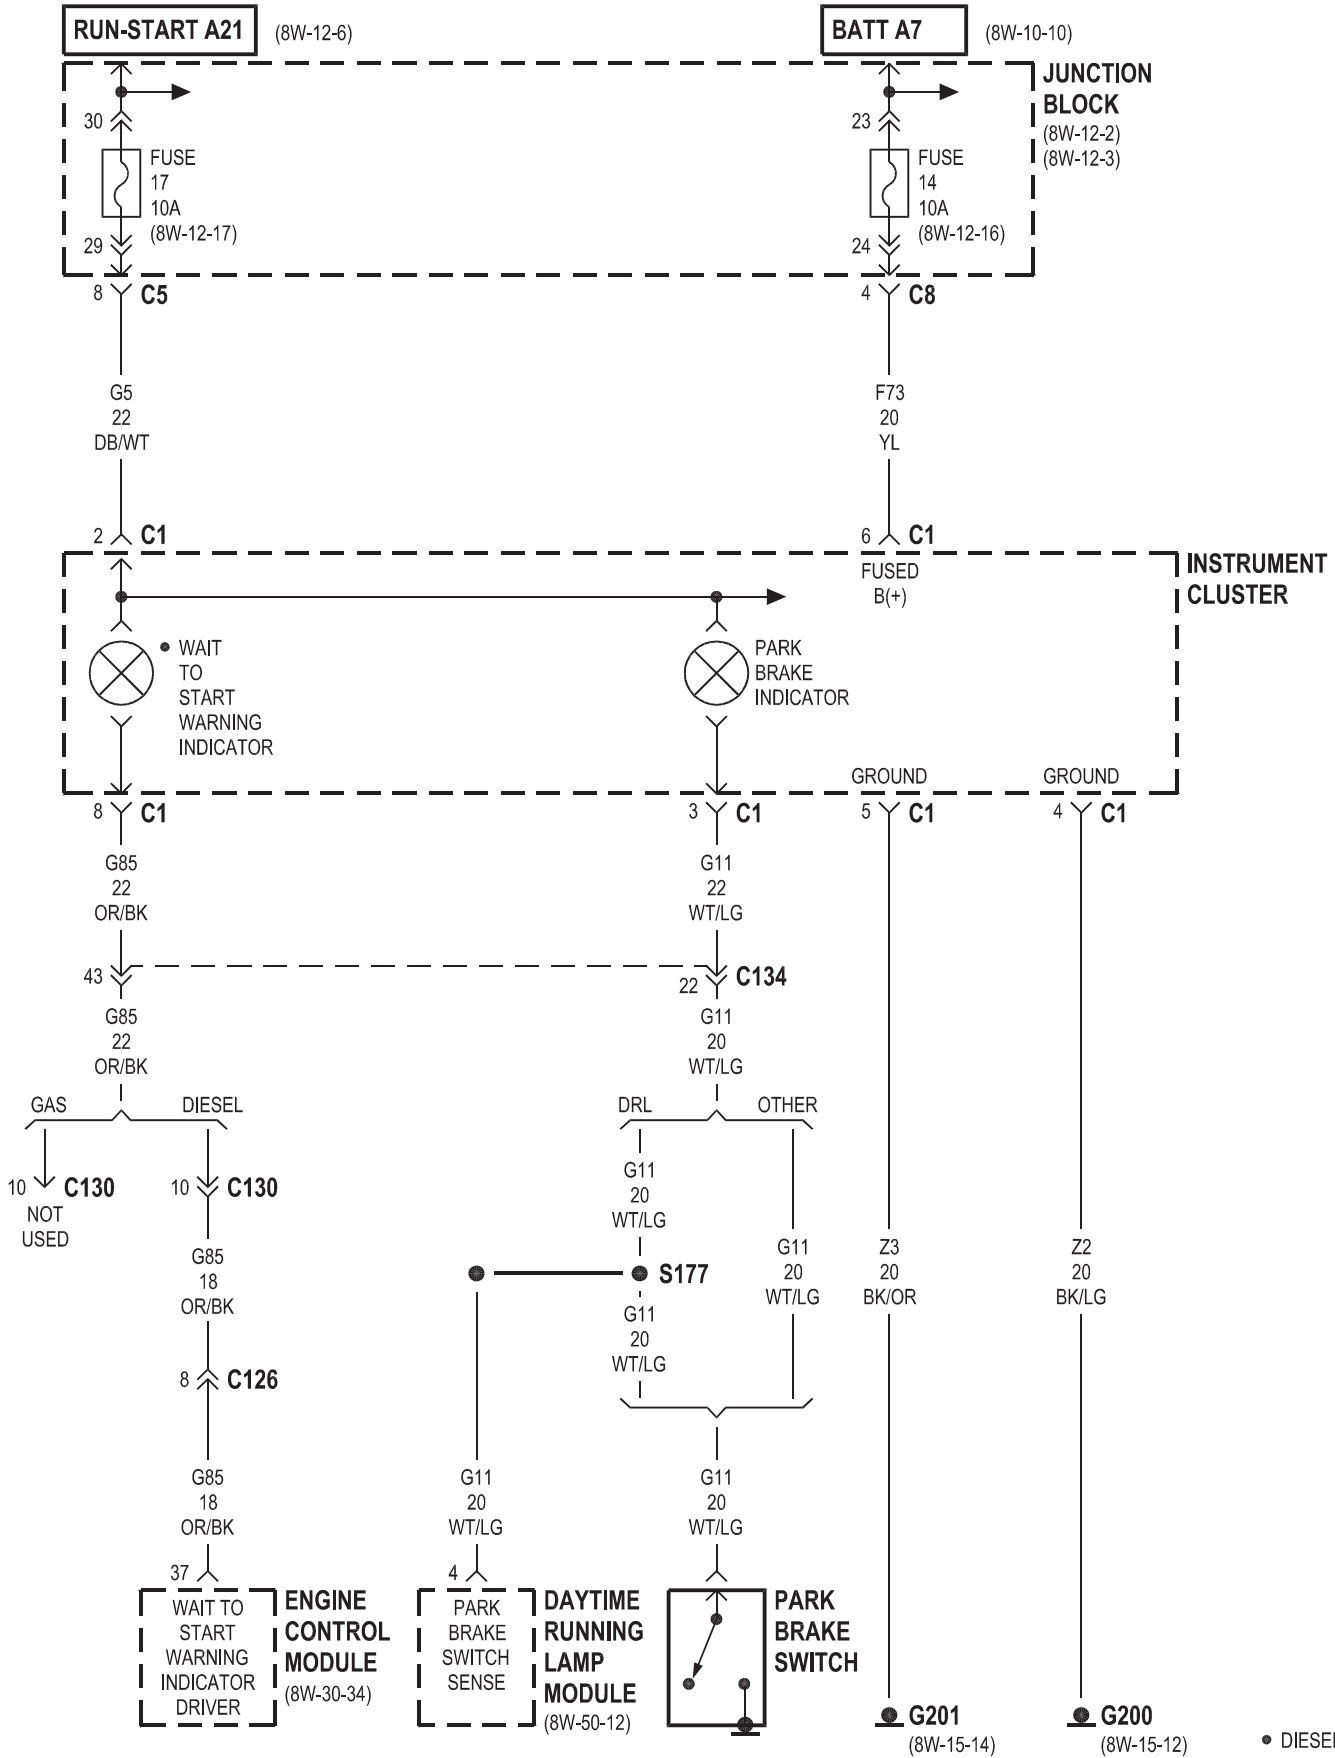 RUN-START A21 (8W-12-6)
BATT A7 (8W-10-10)
JUNCTION
BLOCK
(8W-12-2)
(8W-12-3)
30
FUSE
17
10A
(8W-12-17)
29
23
FUSE
14
10A
(8W-12-16)
24
8 C5
4 C8
G5
22
DB/WT
F73
20
YL
2 C1
6 C1
INSTRUMENT
CLUSTER
FUSED
B(+)
WAIT
TO
START
WARNING
INDICATOR
PARK
BRAKE
INDICATOR
GROUND
GROUND
8 C1
3 C1
5 C1
4 C1
G85
22
OR/BK
G11
22
WT/LG
43
22 C134
G85
22
OR/BK
G11
20
WT/LG
GAS
DIESEL
DRL
OTHER
10 C130
NOT
USED
10 C130
G11
20
WT/LG
G85
18
OR/BK
S177
G11
20
WT/LG
G11
20
WT/LG
Z3
20
BK/OR
Z2
20
BK/LG
8 C126
G85
18
OR/BK
G11
20
WT/LG
G11
20
WT/LG
37
4
WAIT TO
START
WARNING
INDICATOR
DRIVER
ENGINE
CONTROL
MODULE
(8W-30-34)
PARK
BRAKE
SWITCH
SENSE
DAYTIME
RUNNING
LAMP
MODULE
(8W-50-12)
PARK
BRAKE
SWITCH
G201
(8W-15-14)
G200
(8W-15-12)
DIESEL